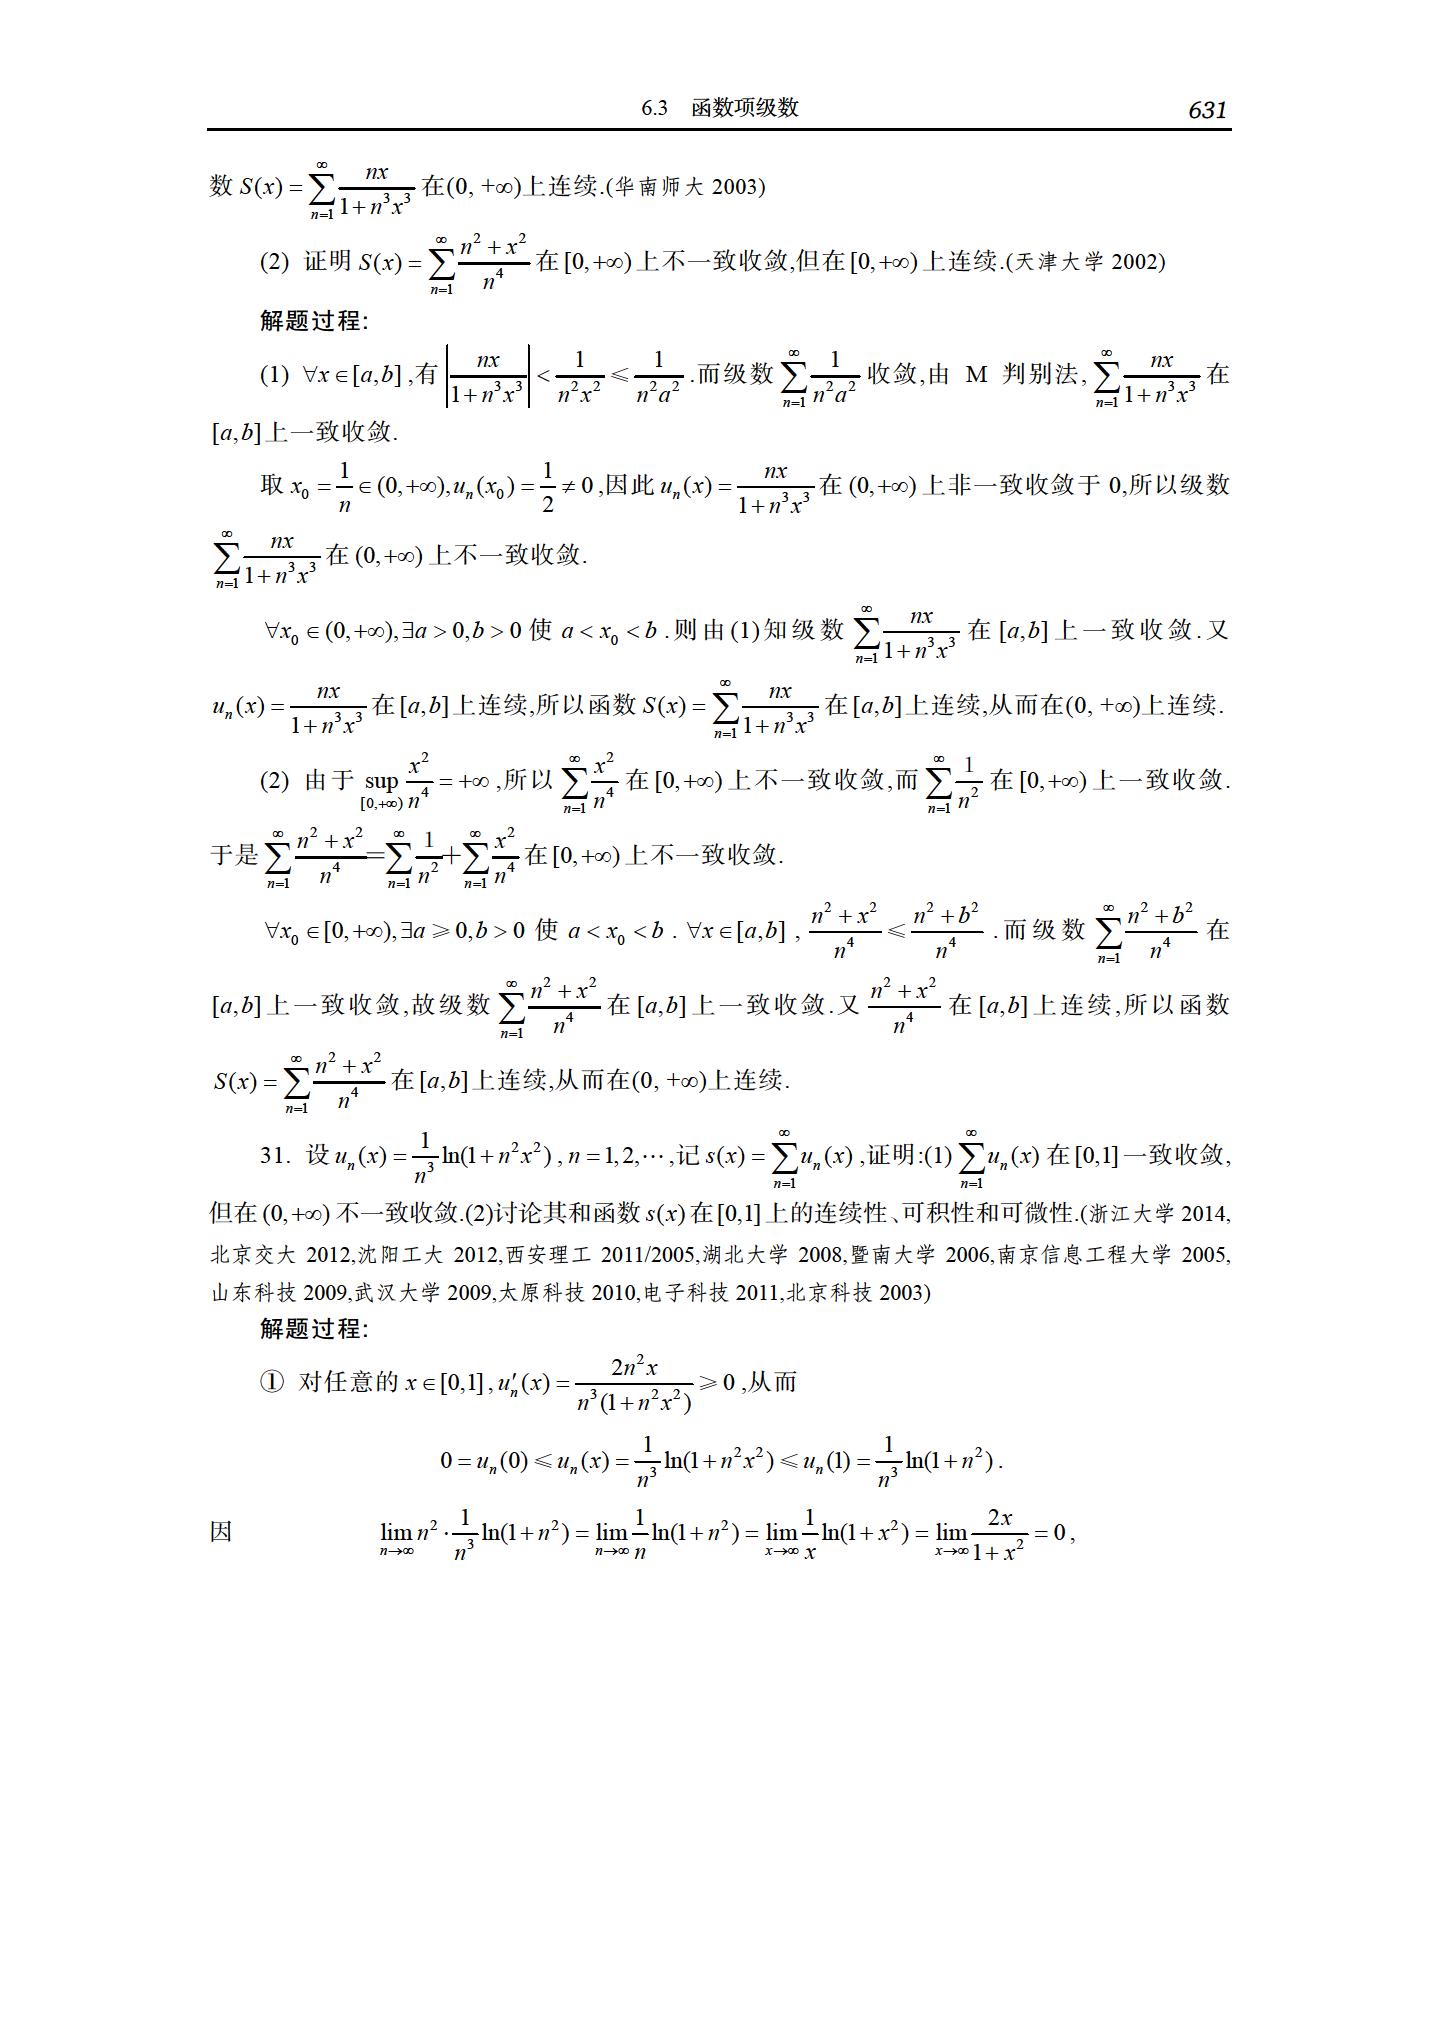 6.3 函数项级数 631
数 $S(x)=\sum_{n=1}^{\infty}\frac{nx}{1+n^3x^3}$ 在(0, +∞)上连续.(华南师大 2003)
(2) 证明 $S(x)=\sum_{n=1}^{\infty}\frac{n^2+x^2}{n^4}$ 在$[0,+\infty)$上不一致收敛,但在$[0,+\infty)$上连续.(天津大学 2002)
解题过程:
(1) $\forall x\in[a,b]$,有$\left|\frac{nx}{1+n^3x^3}\right|<\frac{1}{n^2x^2}\leqslant\frac{1}{n^2a^2}$.而级数$\sum_{n=1}^{\infty}\frac{1}{n^2a^2}$收敛,由 M 判别法,$\sum_{n=1}^{\infty}\frac{nx}{1+n^3x^3}$在
$[a,b]$上一致收敛.
取 $x_0=\frac{1}{n}\in(0,+\infty),u_n(x_0)=\frac{1}{2}\neq 0$,因此$u_n(x)=\frac{nx}{1+n^3x^3}$在$(0,+\infty)$上非一致收敛于 0,所以级数
$\sum_{n=1}^{\infty}\frac{nx}{1+n^3x^3}$在$(0,+\infty)$上不一致收敛.
$\forall x_0\in(0,+\infty),\exists a>0,b>0$使 $a<x_0<b$.则由(1)知级数$\sum_{n=1}^{\infty}\frac{nx}{1+n^3x^3}$在$[a,b]$上一致收敛.又
$u_n(x)=\frac{nx}{1+n^3x^3}$在$[a,b]$上连续,所以函数$S(x)=\sum_{n=1}^{\infty}\frac{nx}{1+n^3x^3}$在$[a,b]$上连续,从而在(0, +∞)上连续.
(2) 由于$\sup_{[0,+\infty)}\frac{x^2}{n^4}=+\infty$,所以$\sum_{n=1}^{\infty}\frac{x^2}{n^4}$在$[0,+\infty)$上不一致收敛,而$\sum_{n=1}^{\infty}\frac{1}{n^2}$在$[0,+\infty)$上一致收敛.
于是$\sum_{n=1}^{\infty}\frac{n^2+x^2}{n^4}=\sum_{n=1}^{\infty}\frac{1}{n^2}+\sum_{n=1}^{\infty}\frac{x^2}{n^4}$在$[0,+\infty)$上不一致收敛.
$\forall x_0\in[0,+\infty),\exists a\geqslant 0,b>0$使 $a<x_0<b$. $\forall x\in[a,b]$, $\frac{n^2+x^2}{n^4}\leqslant\frac{n^2+b^2}{n^4}$.而级数$\sum_{n=1}^{\infty}\frac{n^2+b^2}{n^4}$在
$[a,b]$上一致收敛,故级数$\sum_{n=1}^{\infty}\frac{n^2+x^2}{n^4}$在$[a,b]$上一致收敛.又$\frac{n^2+x^2}{n^4}$在$[a,b]$上连续,所以函数
$S(x)=\sum_{n=1}^{\infty}\frac{n^2+x^2}{n^4}$在$[a,b]$上连续,从而在(0, +∞)上连续.
31. 设$u_n(x)=\frac{1}{n^3}\ln(1+n^2x^2),n=1,2,\cdots$,记$s(x)=\sum_{n=1}^{\infty}u_n(x)$,证明:(1)$\sum_{n=1}^{\infty}u_n(x)$在$[0,1]$一致收敛,
但在$(0,+\infty)$不一致收敛.(2)讨论其和函数$s(x)$在$[0,1]$上的连续性、可积性和可微性.(浙江大学 2014,
北京交大 2012,沈阳工大 2012,西安理工 2011/2005,湖北大学 2008,暨南大学 2006,南京信息工程大学 2005,
山东科技 2009,武汉大学 2009,太原科技 2010,电子科技 2011,北京科技 2003)
解题过程:
① 对任意的$x\in[0,1],u_n'(x)=\frac{2n^2x}{n^3(1+n^2x^2)}\geqslant 0$,从而
$0=u_n(0)\leqslant u_n(x)=\frac{1}{n^3}\ln(1+n^2x^2)\leqslant u_n(1)=\frac{1}{n^3}\ln(1+n^2)$.
因 $\lim_{n\to\infty}n^2\cdot\frac{1}{n^3}\ln(1+n^2)=\lim_{n\to\infty}\frac{1}{n}\ln(1+n^2)=\lim_{x\to\infty}\frac{1}{x}\ln(1+x^2)=\lim_{x\to\infty}\frac{2x}{1+x^2}=0$,